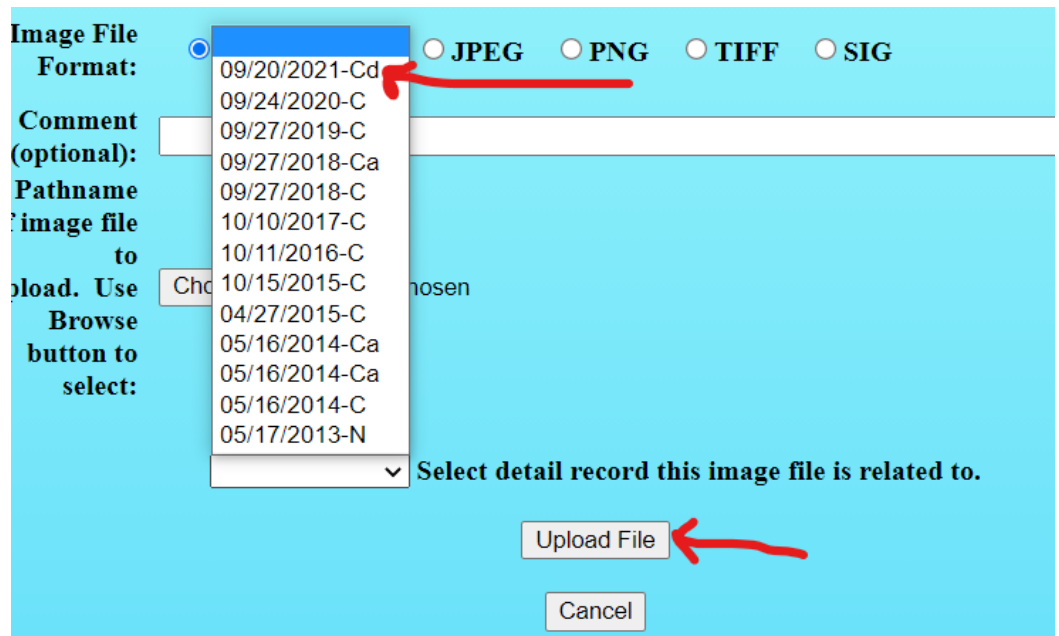 Image File
Format:
JPEG
PNG
TIFF
SIG
09/20/2021-Cd
09/24/2020-C
09/27/2019-C
09/27/2018-Ca
09/27/2018-C
10/10/2017-C
10/11/2016-C
10/15/2015-C
04/27/2015-C
05/16/2014-Ca
05/16/2014-Ca
05/16/2014-C
05/17/2013-N
Comment
(optional):
Pathname
f image file
to
pload. Use
Browse
button to
select:
Cho
hosen
Select detail record this image file is related to.
Upload File
Cancel